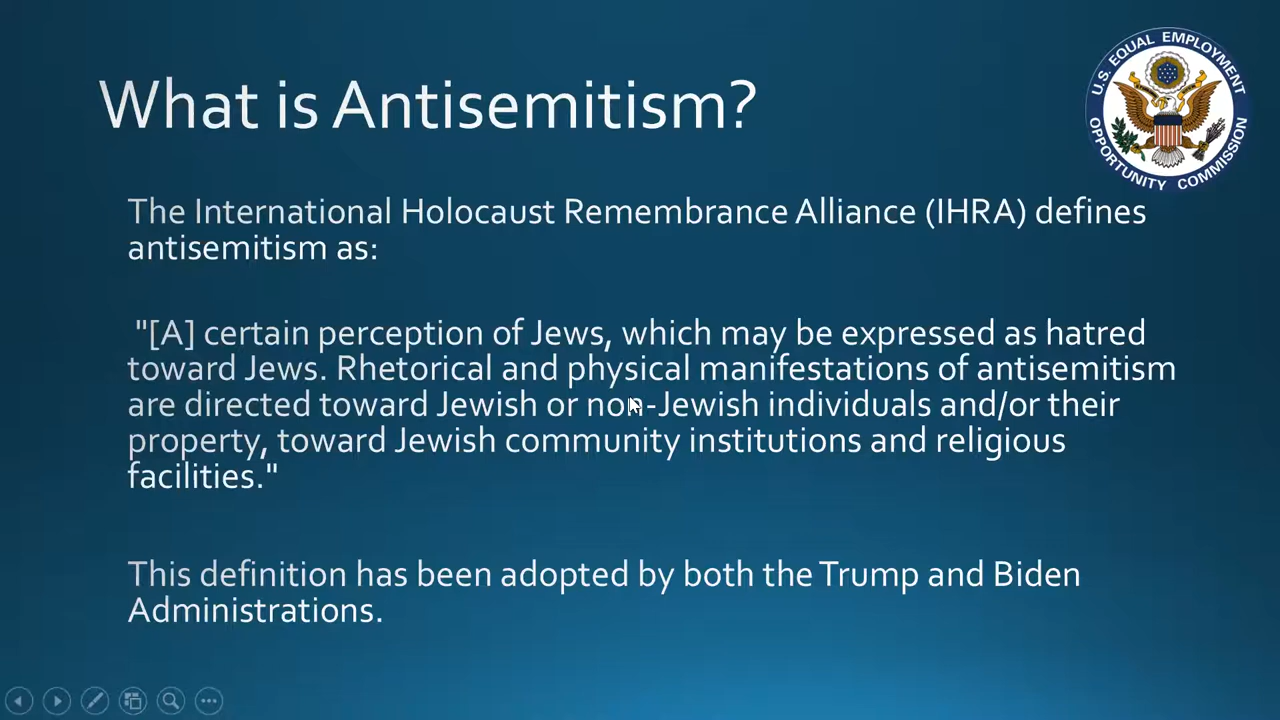 What is Antisemitism?
U.S. EQUAL EMPLOYMENT
OPPORTUNITY COMMISSION
The International Holocaust Remembrance Alliance (IHRA) defines
antisemitism as:
"[A] certain perception of Jews, which may be expressed as hatred
toward Jews. Rhetorical and physical manifestations of antisemitism
are directed toward Jewish or non-Jewish individuals and/or their
property, toward Jewish community institutions and religious
facilities."
This definition has been adopted by both the Trump and Biden
Administrations.